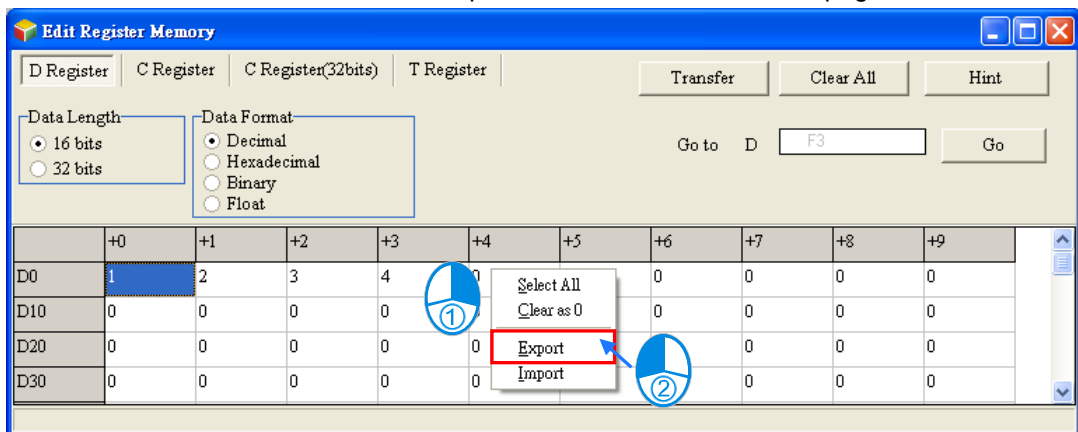 Edit Register Memory
D Register C Register C Register(32bits) T Register Transfer Clear All Hint
Data Length Data Format
16 bits Decimal Go to D F3 Go
32 bits Hexadecimal
Binary
Float
+0 +1 +2 +3 +4 +5 +6 +7 +8 +9
D0 1 2 3 4 0 0 0 0 0
Select All
D10 0 0 0 0 0 0 0 0
Clear as 0
①
D20 0 0 0 0 0 0 0 0
Export
D30 0 0 0 0 0 0 0 0
Import
②